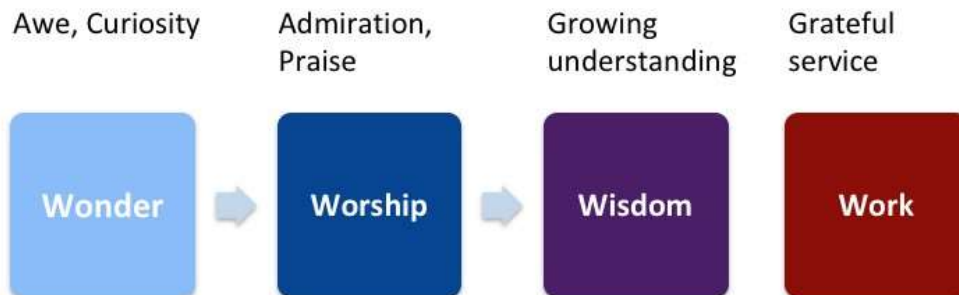 Awe, Curiosity
Admiration,
Praise
Growing
understanding
Grateful
service
Wonder
Worship
Wisdom
Work